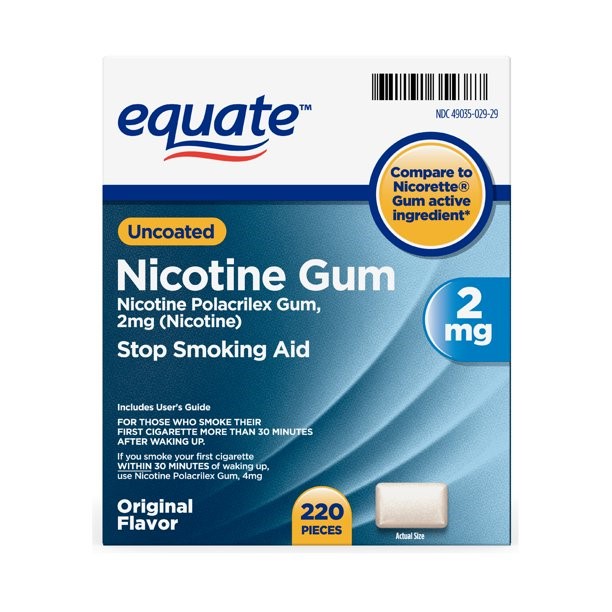 equate™
NDC 49035-029-29
Compare to
Nicorette®
Gum active
ingredient*
Uncoated
Nicotine Gum
Nicotine Polacrilex Gum,
2mg (Nicotine)
Stop Smoking Aid
2
mg
Includes User's Guide
FOR THOSE WHO SMOKE THEIR
FIRST CIGARETTE MORE THAN 30 MINUTES
AFTER WAKING UP.
If you smoke your first cigarette
WITHIN 30 MINUTES of waking up,
use Nicotine Polacrilex Gum, 4mg
Original
Flavor
220
PIECES
Actual Size